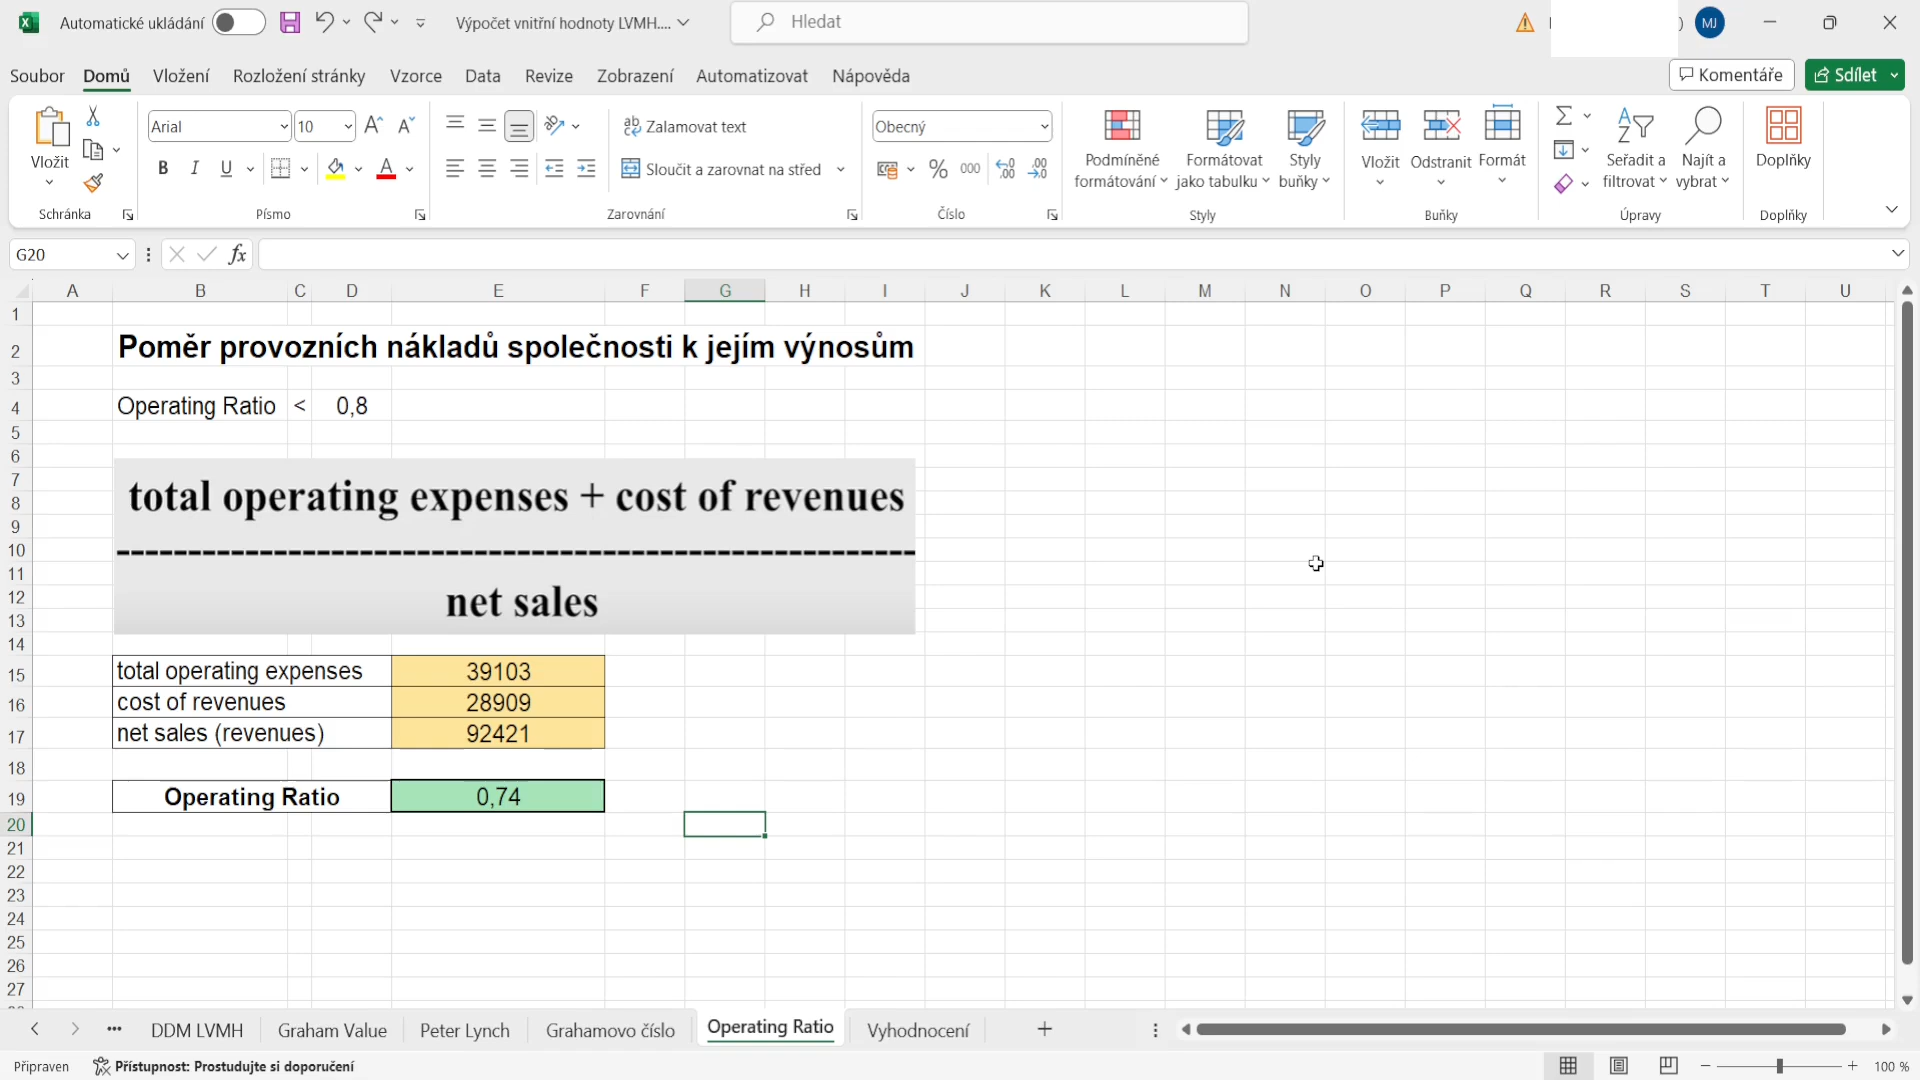 Automatické ukládání
Výpočet vnitřní hodnoty LVMH....
Hledat
MJ
Soubor Domů Vložení Rozložení stránky Vzorce Data Revize Zobrazení Automatizovat Nápověda
Komentáře Sdílet
Vložit
Schránka
Arial 10
B I U A
Písmo
Zalamovat text
Sloučit a zarovnat na střed
Zarovnání
Obecný
% 000
Číslo
Podmíněné
formátování
Formátovat
jako tabulku
Styly
buňky
Styly
Vložit Odstranit Formát
Buňky
Seřadit a
filtrovat
Najít a
vybrat
Úpravy
Doplňky
Doplňky
G20 fx
A B C D E F G H I J K L M N O P Q R S T U
1
2 Poměr provozních nákladů společnosti k jejím výnosům
3
4 Operating Ratio < 0,8
5
6
7
8 total operating expenses + cost of revenues
9
10 --------------------------------------------------------
11
12 net sales
13
14
15 total operating expenses 39103
16 cost of revenues 28909
17 net sales (revenues) 92421
18
19 Operating Ratio 0,74
20
21
22
23
24
25
26
27
DDM LVMH Graham Value Peter Lynch Grahamovo číslo Operating Ratio Vyhodnocení +
Připraven Přístupnost: Prostudujte si doporučení
100 %